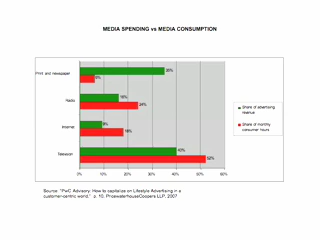 MEDIA SPENDING vs MEDIA CONSUMPTION
Print and newspaper
35%
6%
Radio
16%
24%
Internet
9%
18%
Television
40%
52%
0% 10% 20% 30% 40% 50% 60%
Share of advertising
revenue
Share of monthly
consumer hours
Source: "PwC Advisory: How to capitalize on Lifestyle Advertising in a
customer-centric world." p. 10, PricewaterhouseCoopers LLP, 2007